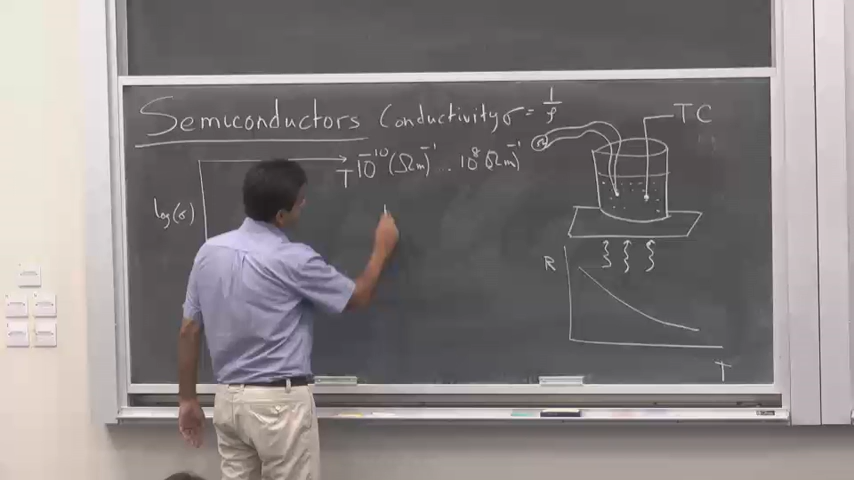 Semiconductors Conductivity σ = 1/ρ
TC
Ω
T 10⁻¹⁰ (Ωm)⁻¹ .. 10⁸ (Ωm)⁻¹
log(σ)
R
T